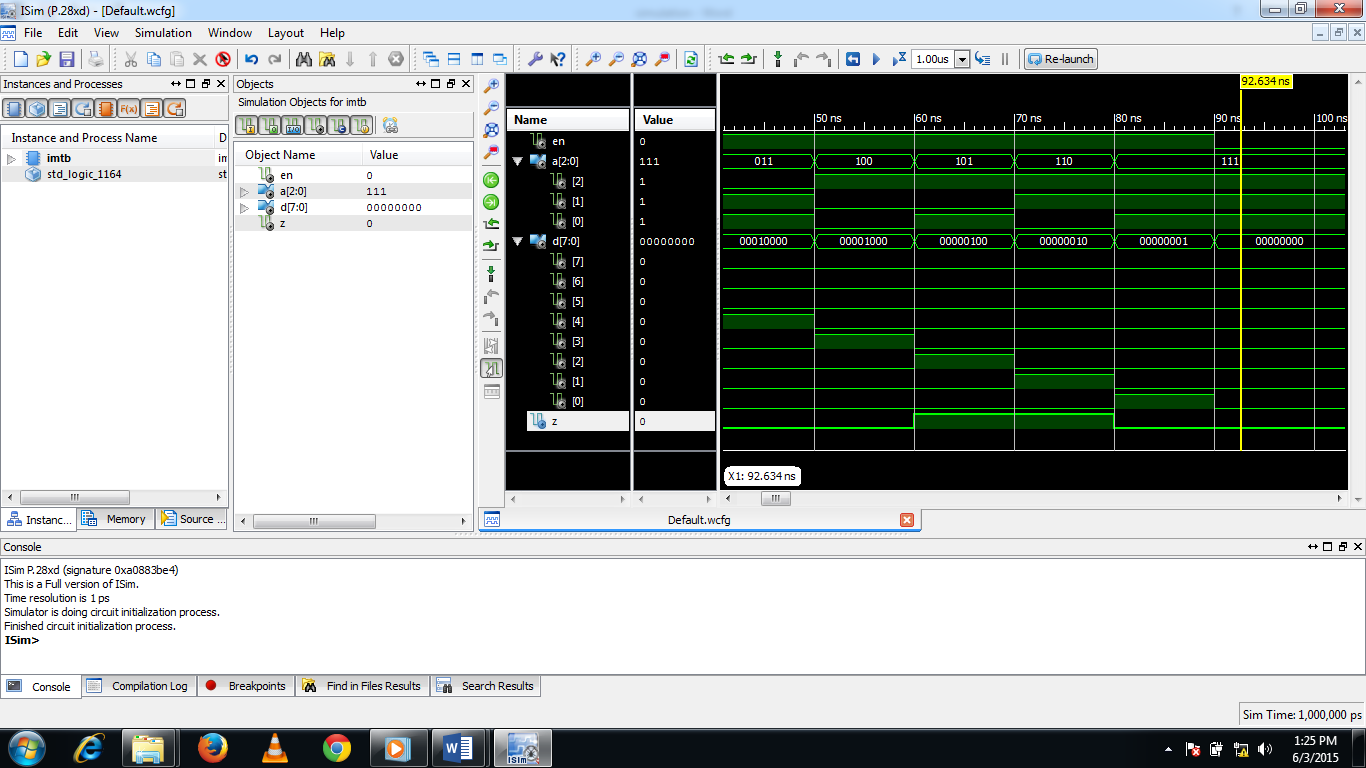 ISim (P.28xd) - [Default.wcfg]
File Edit View Simulation Window Layout Help
1.00us Re-launch
Instances and Processes
Instance and Process Name D
imtb im
std_logic_1164 st
Instanc... Memory Source ...
Objects
Simulation Objects for imtb
Object Name Value
en 0
a[2:0] 111
d[7:0] 00000000
z 0
Name Value
en 0
a[2:0] 111
[2] 1
[1] 1
[0] 1
d[7:0] 00000000
[7] 0
[6] 0
[5] 0
[4] 0
[3] 0
[2] 0
[1] 0
[0] 0
z 0
92.634 ns
50 ns 60 ns 70 ns 80 ns 90 ns 100 ns
011 100 101 110 111
00010000 00001000 00000100 00000010 00000001 00000000
X1: 92.634 ns
Default.wcfg
Console
ISim P.28xd (signature 0xa0883be4)
This is a Full version of ISim.
Time resolution is 1 ps
Simulator is doing circuit initialization process.
Finished circuit initialization process.
ISim>
Console Compilation Log Breakpoints Find in Files Results Search Results
Sim Time: 1,000,000 ps
1:25 PM
6/3/2015